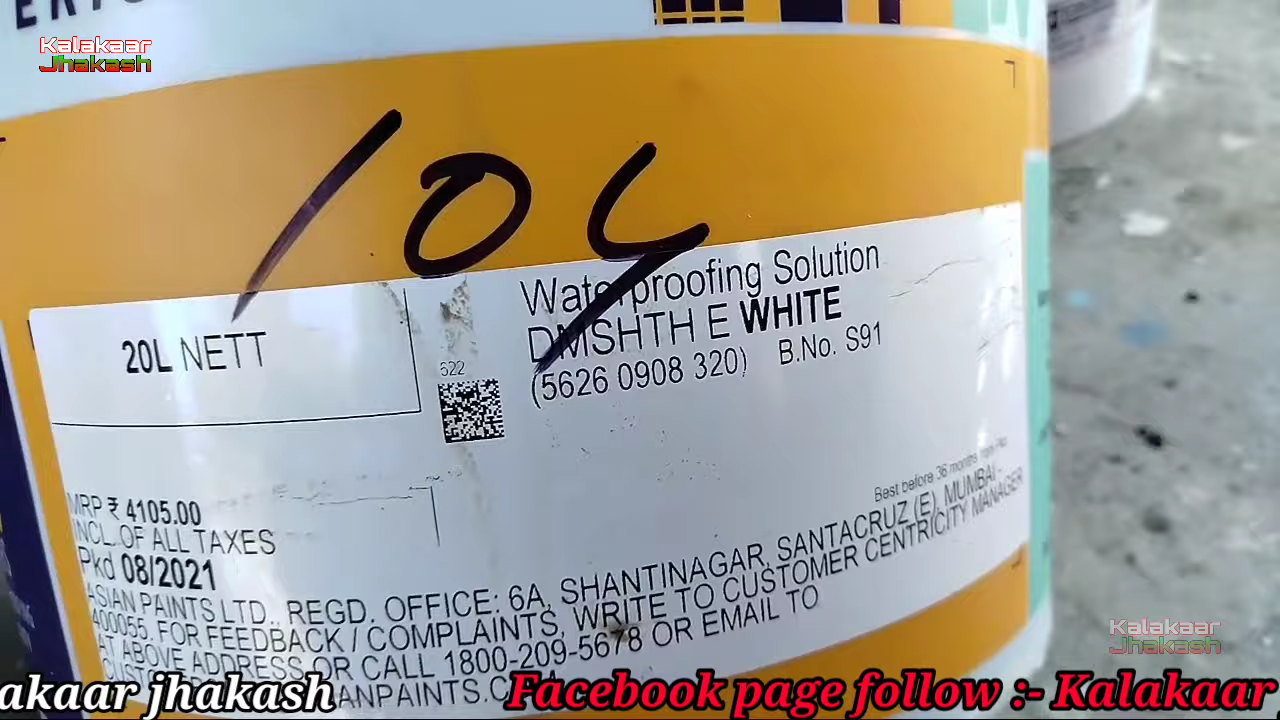 Kalakaar
Jhakash
Waterproofing Solution
DMSHTH E WHITE
(5626 0908 320) B.No. S91
20L NETT
622
MRP ₹ 4105.00
INCL. OF ALL TAXES
Pkd 08/2021
Best before 36 months from Pkd
ASIAN PAINTS LTD., REGD. OFFICE: 6A, SHANTINAGAR, SANTACRUZ (E), MUMBAI -
400055. FOR FEEDBACK / COMPLAINTS, WRITE TO CUSTOMER CENTRICITY MANAGER
AT ABOVE ADDRESS OR CALL 1800-209-5678 OR EMAIL TO
Kalakaar
Jhakash
akaar jhakash Facebook page follow :- Kalakaar